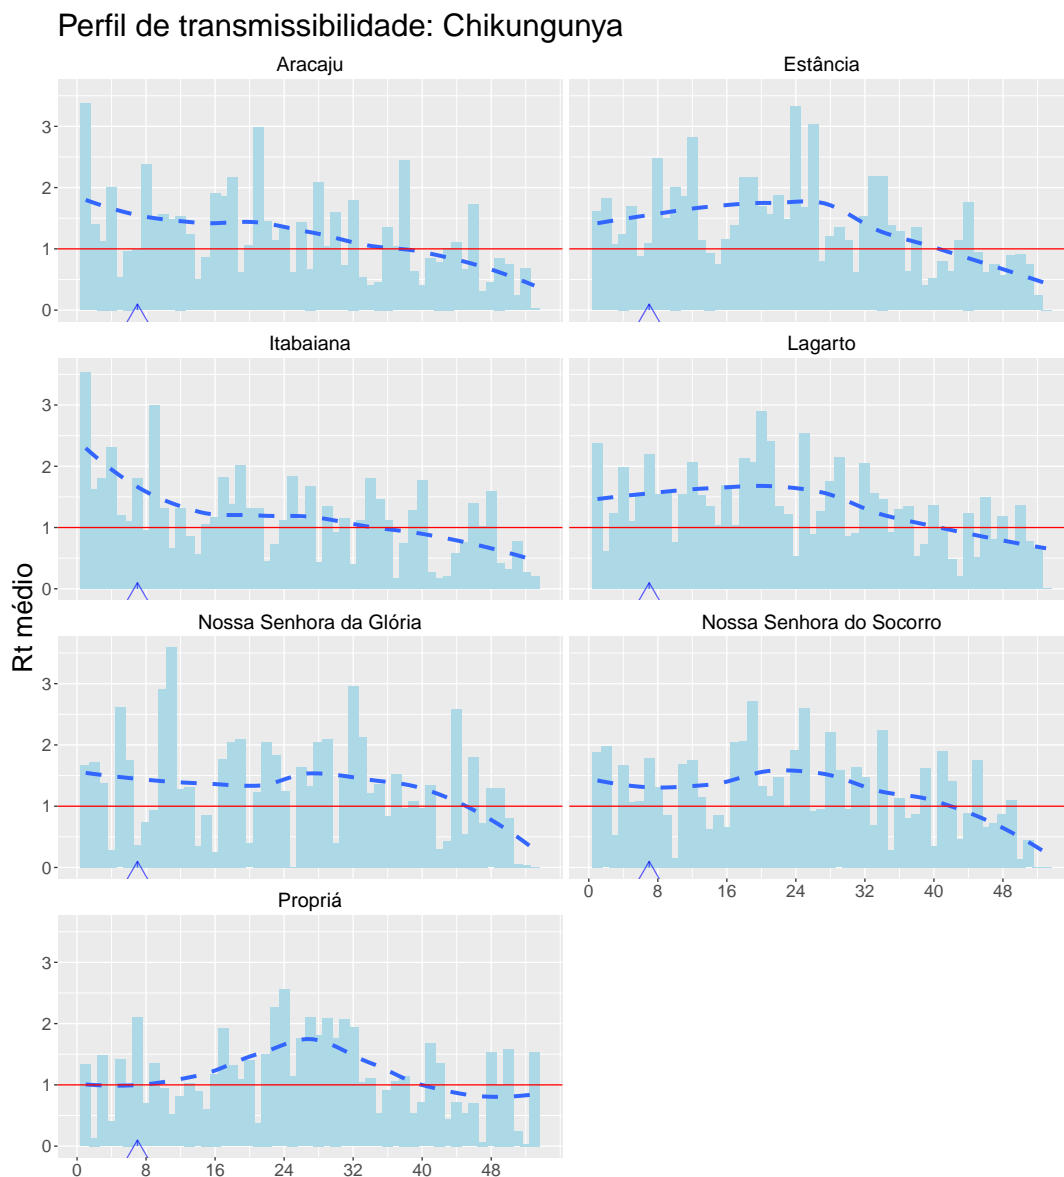 Perfil de transmissibilidade: Chikungunya
Aracaju
Estância
3
2
1
0
Itabaiana
Lagarto
3
2
1
0
Rt médio
Nossa Senhora da Glória
Nossa Senhora do Socorro
3
2
1
0
0 8 16 24 32 40 48
Propriá
3
2
1
0
0 8 16 24 32 40 48